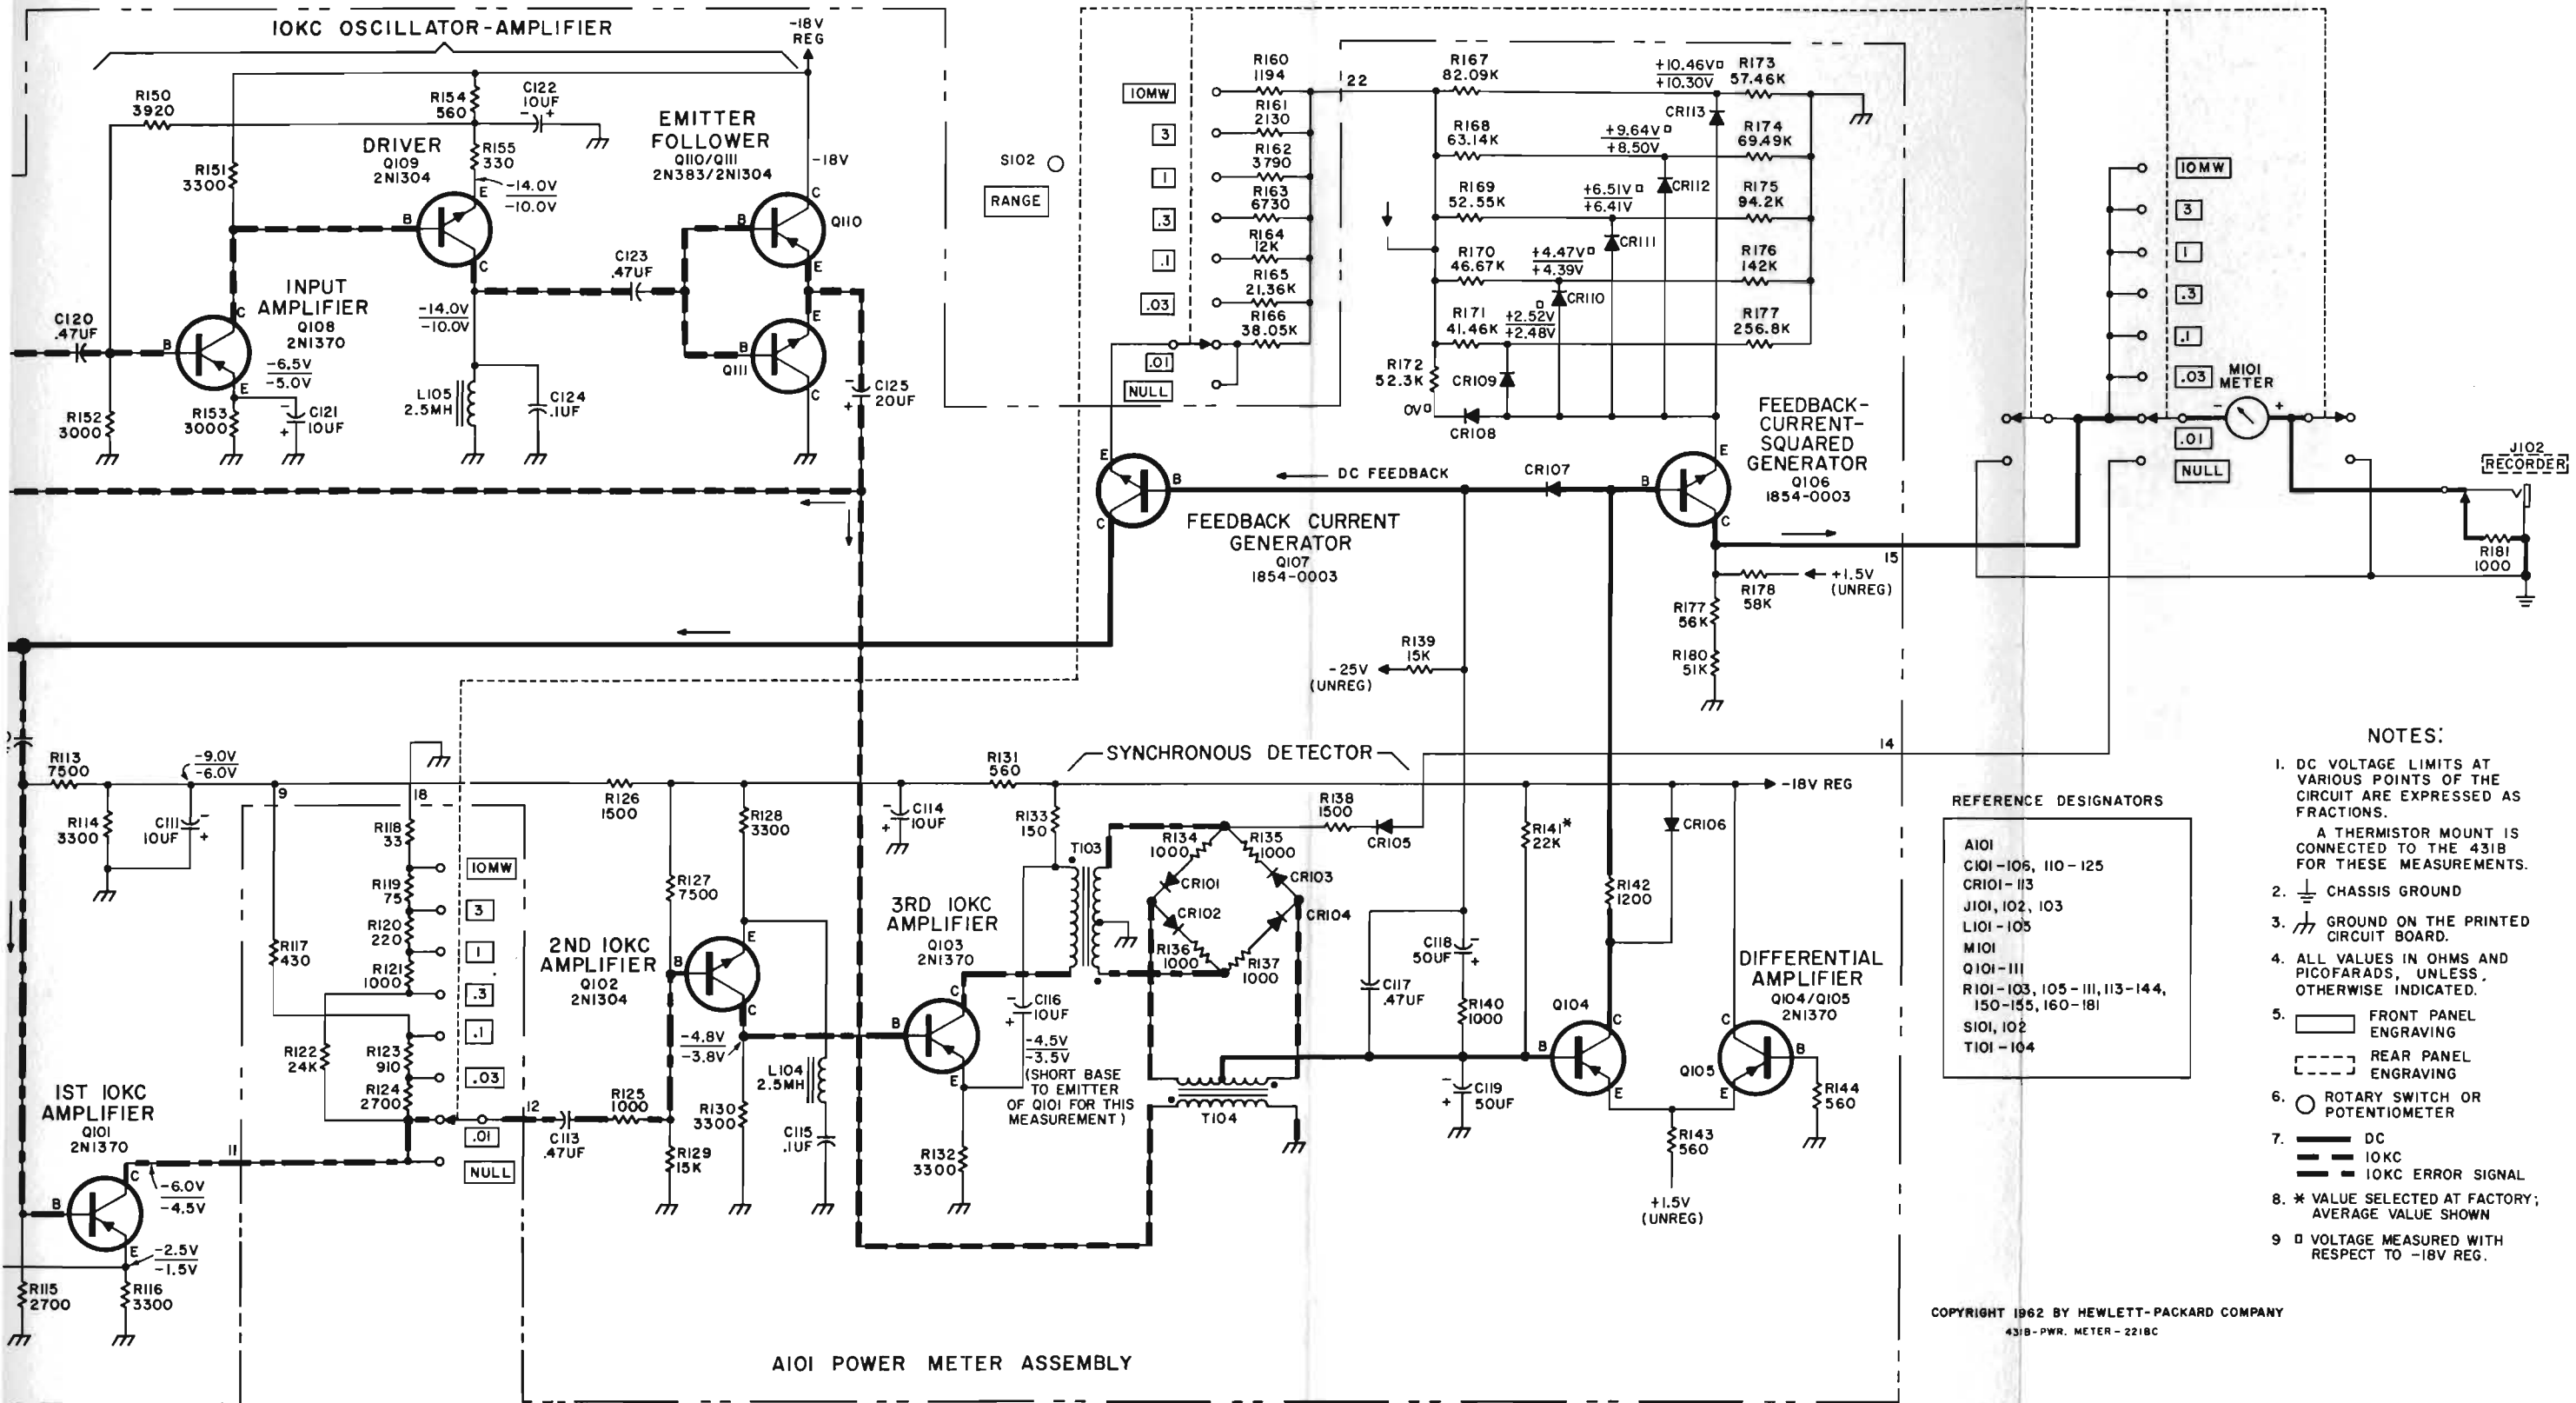 10KC OSCILLATOR-AMPLIFIER
-18V
REG
R150
3920
R154
560
C122
10UF
- +
DRIVER
Q109
2N1304
R155
330
-14.0V
-10.0V
EMITTER
FOLLOWER
Q110/Q111
2N383/2N1304
-18V
R151
3300
E
B
C
C
B
Q110
E
C123
.47UF
INPUT
AMPLIFIER
Q108
2N1370
-14.0V
-10.0V
C120
.47UF
B
C
E
-6.5V
-5.0V
E
B
Q111
C
R152
3000
R153
3000
- C121
+ 10UF
L105
2.5MH
C124
.1UF
- C125
+ 20UF
S102
RANGE
10MW
3
1
.3
.1
.03
.01
NULL
R160
1194
R161
2130
R162
3790
R163
6730
R164
12K
R165
21.36K
R166
38.05K
22
R167
82.09K
R168
63.14K
R169
52.55K
R170
46.67K
R171
41.46K
R172
52.3K
+10.46V□
+10.30V
+9.64V□
+8.50V
+6.51V□
+6.41V
+4.47V□
+4.39V
□
+2.52V
+2.48V
0V□
CR113
CR112
CR111
CR110
CR109
CR108
R173
57.46K
R174
69.49K
R175
94.2K
R176
142K
R177
256.8K
FEEDBACK-
CURRENT-
SQUARED
GENERATOR
Q106
1854-0003
E
B
C
DC FEEDBACK
CR107
E
B
C
FEEDBACK CURRENT
GENERATOR
Q107
1854-0003
15
+1.5V
(UNREG)
R178
58K
R177
56K
R180
51K
R139
15K
-25V
(UNREG)
10MW
3
1
.3
.1
.03
.01
NULL
M101
METER
- +
J102
RECORDER
R181
1000
14
R113
7500
-9.0V
-6.0V
9
18
R114
3300
C111 -
10UF +
R118
33
R119
75
R120
220
R121
1000
R117
430
R122
24K
R123
910
R124
2700
10MW
3
1
.3
.1
.03
.01
NULL
12
C113
.47UF
R125
1000
R126
1500
R127
7500
R128
3300
R129
15K
R130
3300
2ND 10KC
AMPLIFIER
Q102
2N1304
B
E
C
-4.8V
-3.8V
L104
2.5MH
C115
.1UF
- C114
+ 10UF
R131
560
R133
150
SYNCHRONOUS DETECTOR
T103
3RD 10KC
AMPLIFIER
Q103
2N1370
C
B
E
- C116
+ 10UF
-4.5V
-3.5V
(SHORT BASE
TO EMITTER
OF Q101 FOR THIS
MEASUREMENT)
R132
3300
R134
1000
R135
1000
R136
1000
R137
1000
CR101
CR102
CR103
CR104
T104
R138
1500
CR105
-18V REG
R141*
22K
CR106
C117
.47UF
C118 -
50UF +
R140
1000
- C119
+ 50UF
R142
1200
DIFFERENTIAL
AMPLIFIER
Q104/Q105
2N1370
Q104
C
B
E
C
Q105
B
E
R144
560
R143
560
+1.5V
(UNREG)
1ST 10KC
AMPLIFIER
Q101
2N1370
11
C
B
E
-6.0V
-4.5V
-2.5V
-1.5V
R115
2700
R116
3300
A101 POWER METER ASSEMBLY
REFERENCE DESIGNATORS
A101
C101-106, 110-125
CR101-113
J101, 102, 103
L101-105
M101
Q101-111
R101-103, 105-111, 113-144,
150-155, 160-181
S101, 102
T101-104
NOTES:
1. DC VOLTAGE LIMITS AT
VARIOUS POINTS OF THE
CIRCUIT ARE EXPRESSED AS
FRACTIONS.
A THERMISTOR MOUNT IS
CONNECTED TO THE 431B
FOR THESE MEASUREMENTS.
2. CHASSIS GROUND
3. GROUND ON THE PRINTED
CIRCUIT BOARD.
4. ALL VALUES IN OHMS AND
PICOFARADS, UNLESS
OTHERWISE INDICATED.
5. FRONT PANEL
ENGRAVING
REAR PANEL
ENGRAVING
6. ROTARY SWITCH OR
POTENTIOMETER
7. DC
10KC
10KC ERROR SIGNAL
8. * VALUE SELECTED AT FACTORY;
AVERAGE VALUE SHOWN
9 □ VOLTAGE MEASURED WITH
RESPECT TO -18V REG.
COPYRIGHT 1962 BY HEWLETT-PACKARD COMPANY
431B-PWR. METER-221BC